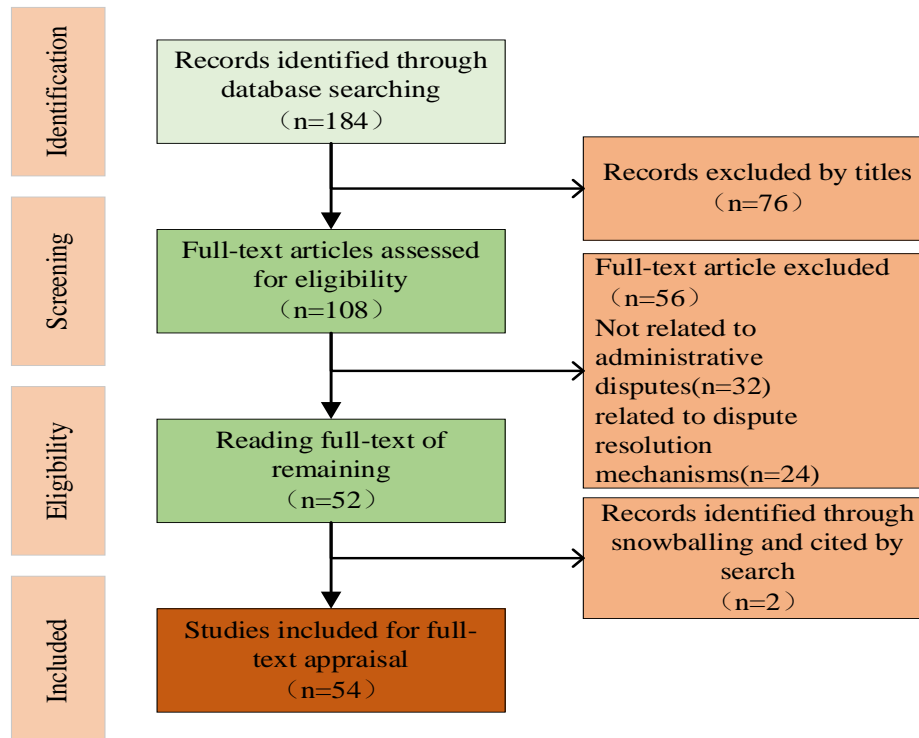 Identification
Records identified through
database searching
（n=184）
Records excluded by titles
（n=76）
Screening
Full-text articles assessed
for eligibility
（n=108）
Full-text article excluded
（n=56）
Not related to
administrative
disputes(n=32)
related to dispute
resolution
mechanisms(n=24)
Eligibility
Reading full-text of
remaining
（n=52）
Records identified through
snowballing and cited by
search
（n=2）
Included
Studies included for full-
text appraisal
（n=54）